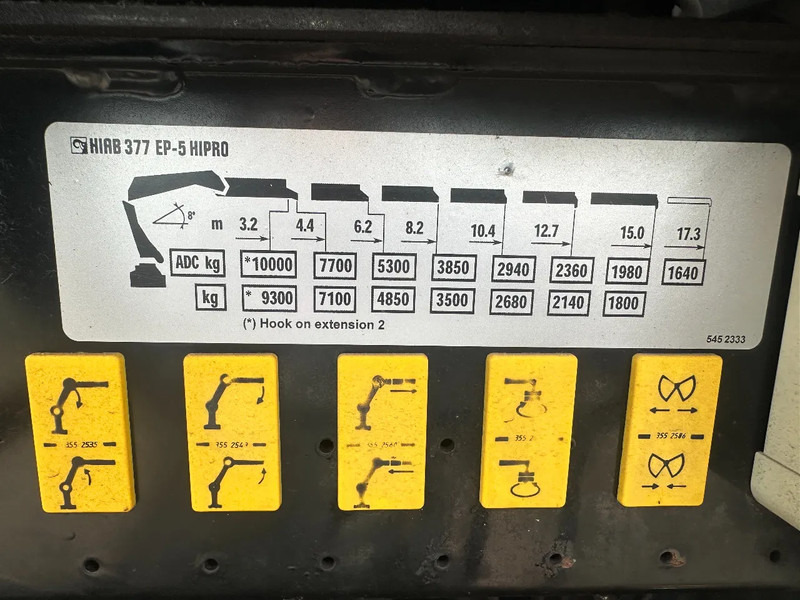 HIAB 377 EP-5 HIPRO
8°
m 3.2 4.4 6.2 8.2 10.4 12.7 15.0 17.3
ADC kg *10000 7700 5300 3850 2940 2360 1980 1640
kg * 9300 7100 4850 3500 2680 2140 1800
(*) Hook on extension 2
545 2333
355 2535 355 254 355 355 2586